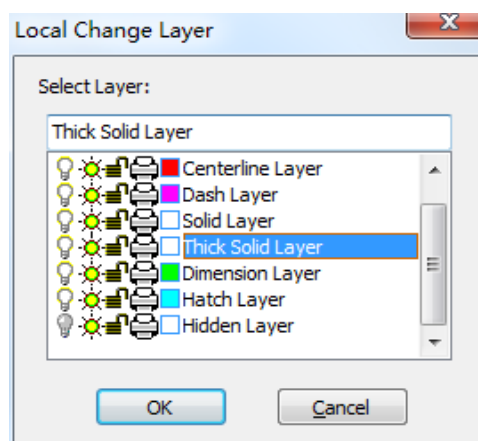 Local Change Layer
Select Layer:
Thick Solid Layer
Centerline Layer
Dash Layer
Solid Layer
Thick Solid Layer
Dimension Layer
Hatch Layer
Hidden Layer
OK
Cancel